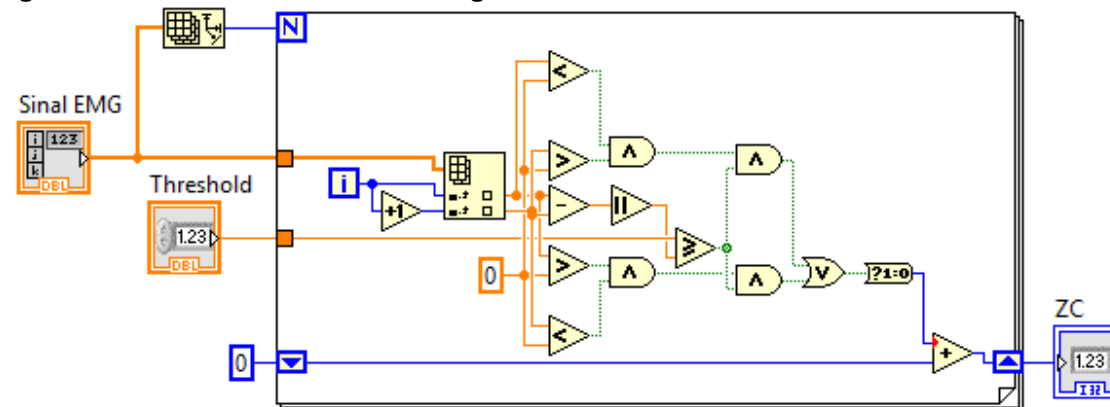 N
Sinal EMG
i 123
j
k
DBL
Threshold
1.23
DBL
i
+1
<
>
-
||
≥
>
<
0
∧
∧
∧
∧
∨
?1:0
+
0
ZC
1.23
I32